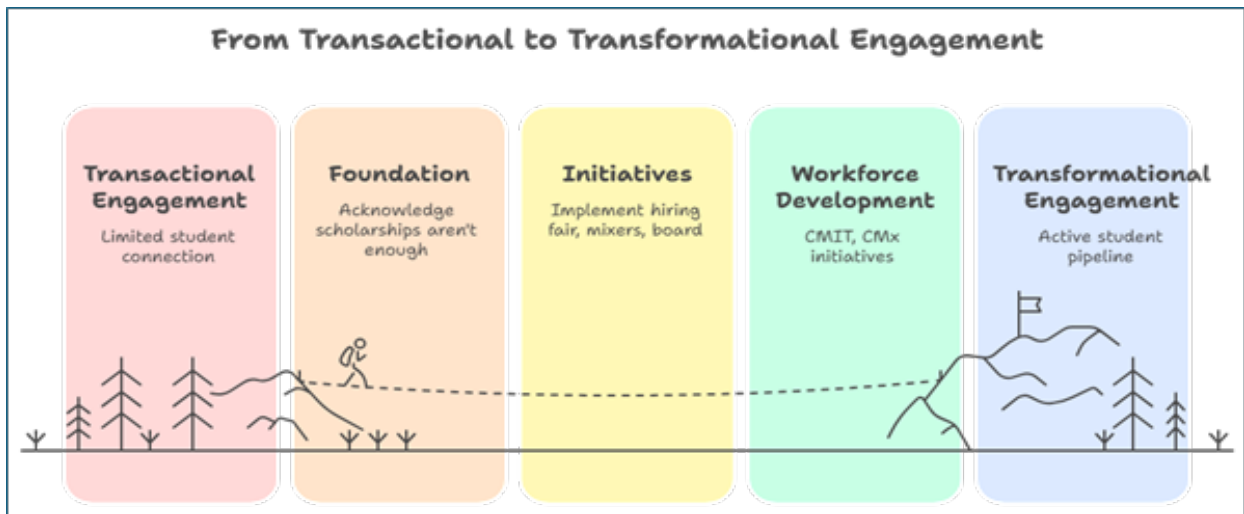 From Transactional to Transformational Engagement
Transactional
Engagement
Limited student
connection
Foundation
Acknowledge
scholarships aren't
enough
Initiatives
Implement hiring
fair, mixers, board
Workforce
Development
CMIT, CMx
initiatives
Transformational
Engagement
Active student
pipeline